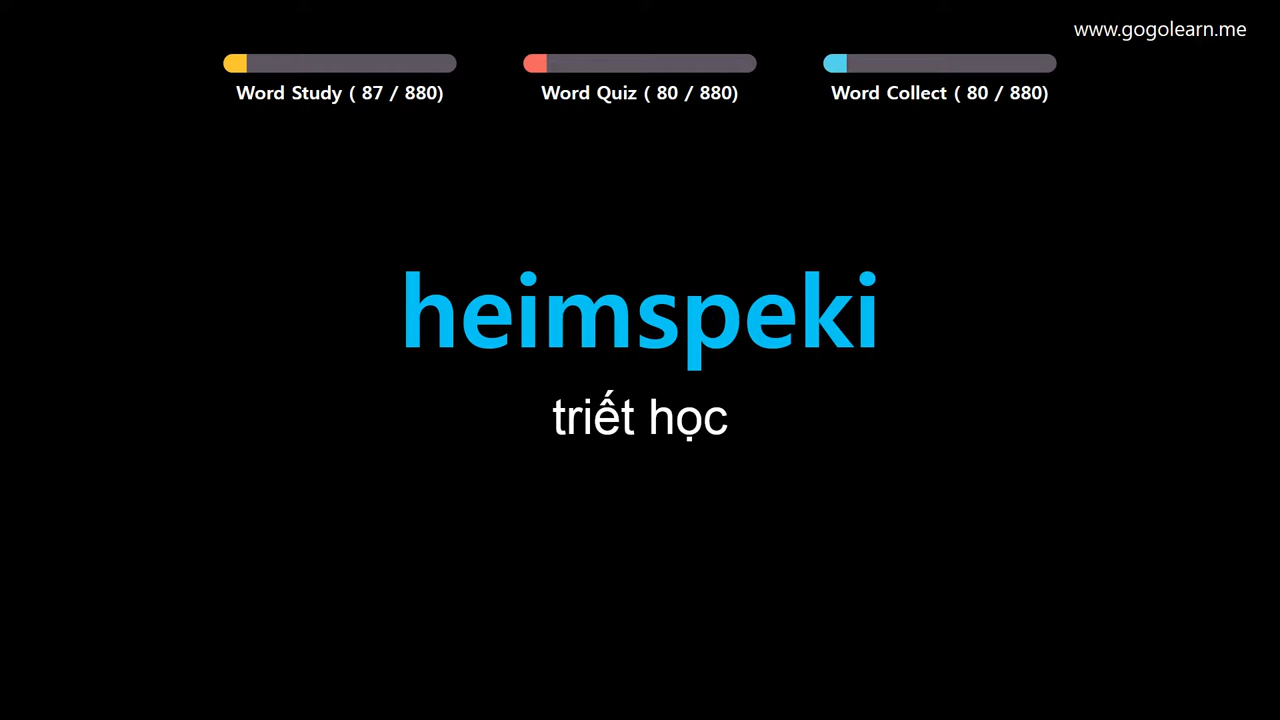 www.gogolearn.me
Word Study ( 87 / 880)
Word Quiz ( 80 / 880)
Word Collect ( 80 / 880)
heimspeki
triết học